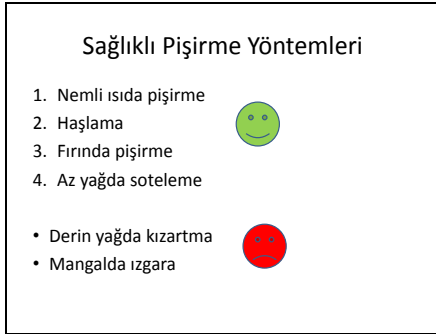 Sağlıklı Pişirme Yöntemleri
1. Nemli ısıda pişirme
2. Haşlama
3. Fırında pişirme
4. Az yağda soteleme
• Derin yağda kızartma
• Mangalda ızgara